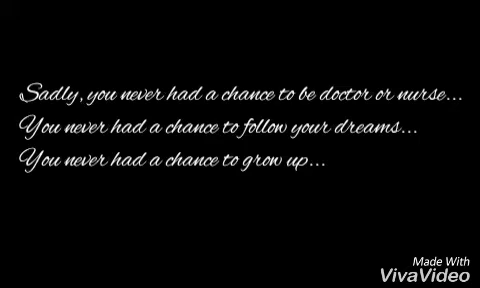 Sadly, you never had a chance to be doctor or nurse...
You never had a chance to follow your dreams...
You never had a chance to grow up...
Made With
VivaVideo